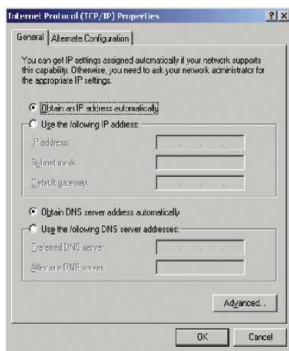 Internet Protocol (TCP/IP) Properties
General
Alternate Configuration
You can get IP settings assigned automatically if your network supports
this capability. Otherwise, you need to ask your network administrator for
the appropriate IP settings.
Obtain an IP address automatically
Use the following IP address:
IP address:
Subnet mask:
Default gateway:
Obtain DNS server address automatically
Use the following DNS server addresses:
Preferred DNS server:
Alternate DNS server:
Advanced...
OK
Cancel